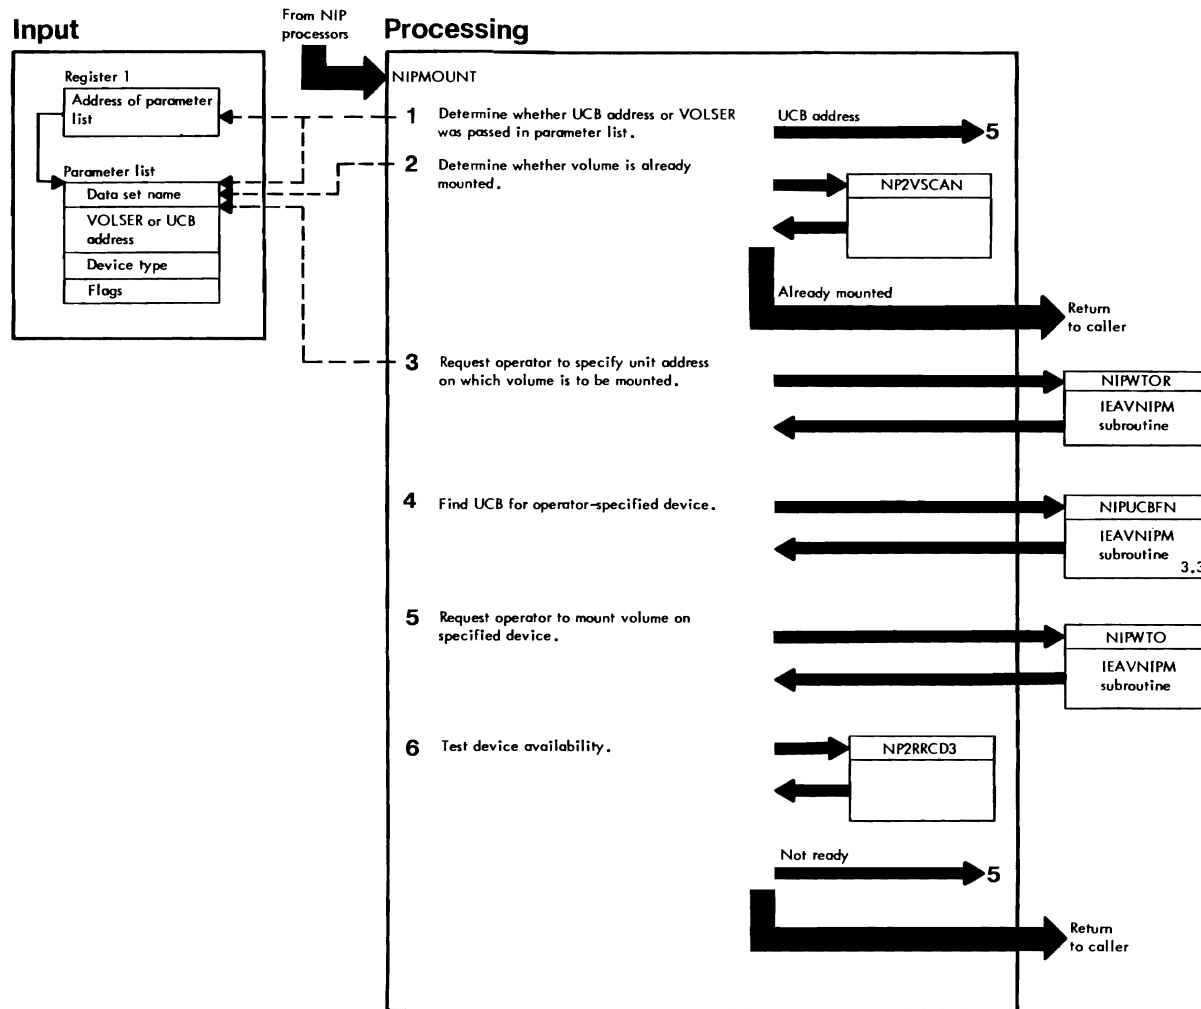 Input
From NIP
processors
Processing
Register 1
Address of parameter
list
Parameter list
Data set name
VOLSER or UCB
address
Device type
Flags
NIPMOUNT
1 Determine whether UCB address or VOLSER
was passed in parameter list.
UCB address
5
2 Determine whether volume is already
mounted.
NP2VSCAN
Already mounted
Return
to caller
3 Request operator to specify unit address
on which volume is to be mounted.
NIPWTOR
IEAVNIPM
subroutine
4 Find UCB for operator-specified device.
NIPUCBFN
IEAVNIPM
subroutine
3.3
5 Request operator to mount volume on
specified device.
NIPWTO
IEAVNIPM
subroutine
6 Test device availability.
NP2RRCD3
Not ready
5
Return
to caller